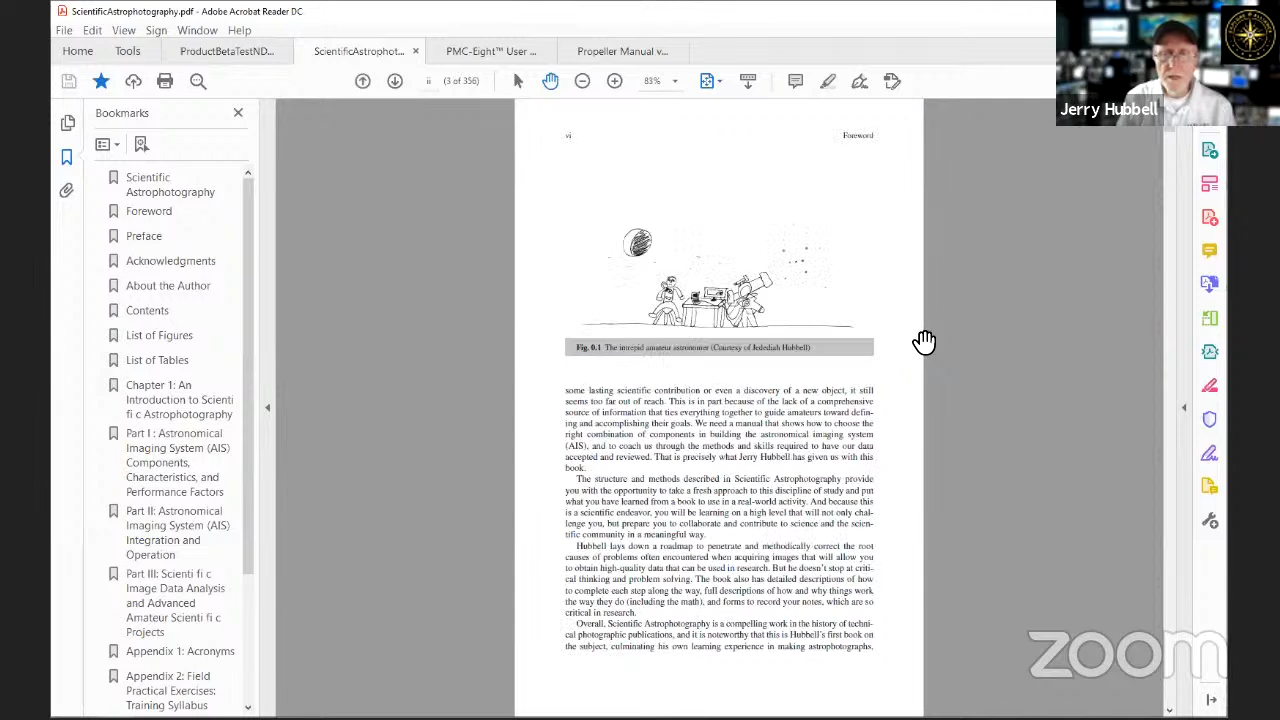 ScientificAstrophotography.pdf - Adobe Acrobat Reader DC
File Edit View Sign Window Help
Home Tools ProductBetaTestND... ScientificAstrophot... × PMC-Eight™ User ... Propeller Manual v...
ii (3 of 356) 83%
Jerry Hubbell
Bookmarks
Scientific
Astrophotography
Foreword
Preface
Acknowledgments
About the Author
Contents
List of Figures
List of Tables
Chapter 1: An
Introduction to Scienti
fi c Astrophotography
Part I : Astronomical
Imaging System (AIS)
Components,
Characteristics, and
Performance Factors
Part II: Astronomical
Imaging System (AIS)
Integration and
Operation
Part III: Scienti fi c
Image Data Analysis
and Advanced
Amateur Scienti fi c
Projects
Appendix 1: Acronyms
Appendix 2: Field
Practical Exercises:
Training Syllabus
vi Foreword
Fig. 0.1 The intrepid amateur astronomer (Courtesy of Jedediah Hubbell)
some lasting scientific contribution or even a discovery of a new object, it still
seems too far out of reach. This is in part because of the lack of a comprehensive
source of information that ties everything together to guide amateurs toward defin-
ing and accomplishing their goals. We need a manual that shows how to choose the
right combination of components in building the astronomical imaging system
(AIS), and to coach us through the methods and skills required to have our data
accepted and reviewed. That is precisely what Jerry Hubbell has given us with this
book.
The structure and methods described in Scientific Astrophotography provide
you with the opportunity to take a fresh approach to this discipline of study and put
what you have learned from a book to use in a real-world activity. And because this
is a scientific endeavor, you will be learning on a high level that will not only chal-
lenge you, but prepare you to collaborate and contribute to science and the scien-
tific community in a meaningful way.
Hubbell lays down a roadmap to penetrate and methodically correct the root
causes of problems often encountered when acquiring images that will allow you
to obtain high-quality data that can be used in research. But he doesn't stop at criti-
cal thinking and problem solving. The book also has detailed descriptions of how
to complete each step along the way, full descriptions of how and why things work
the way they do (including the math), and forms to record your notes, which are so
critical in research.
Overall, Scientific Astrophotography is a compelling work in the history of techni-
cal photographic publications, and it is noteworthy that this is Hubbell's first book on
the subject, culminating his own learning experience in making astrophotographs,
zoom